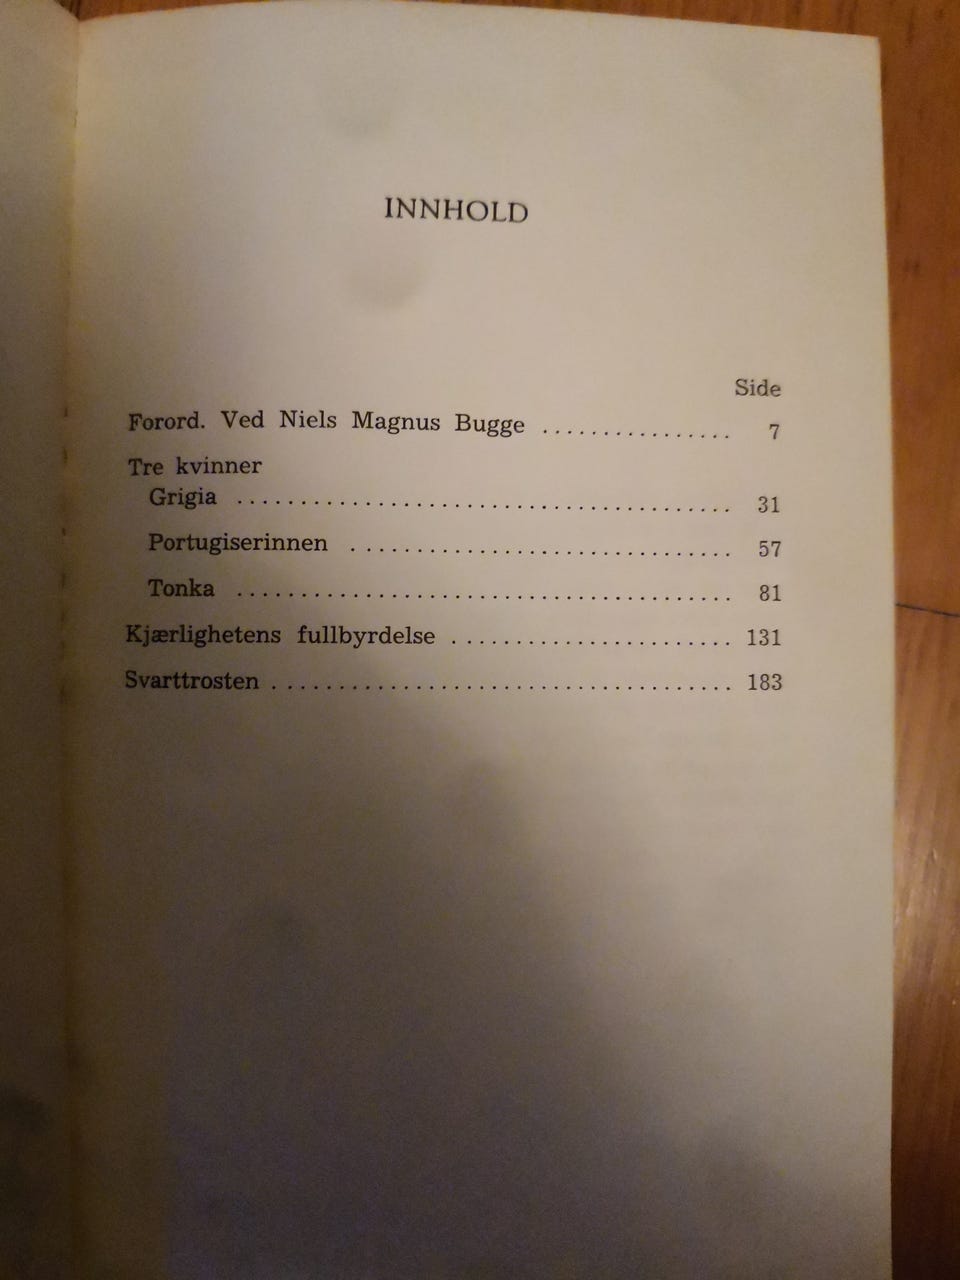 INNHOLD
Side
Forord. Ved Niels Magnus Bugge ................ 7
Tre kvinner
Grigia ....................................... 31
Portugiserinnen .............................. 57
Tonka ....................................... 81
Kjærlighetens fullbyrdelse ...................... 131
Svarttrosten .................................... 183